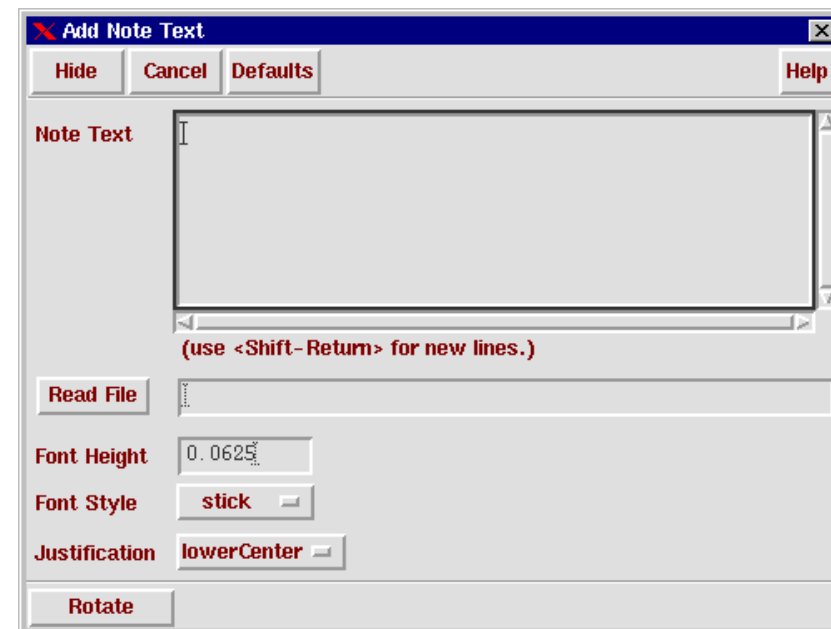 Add Note Text
Hide Cancel Defaults Help
Note Text
(use <Shift-Return> for new lines.)
Read File
Font Height 0.0625
Font Style stick
Justification lowerCenter
Rotate